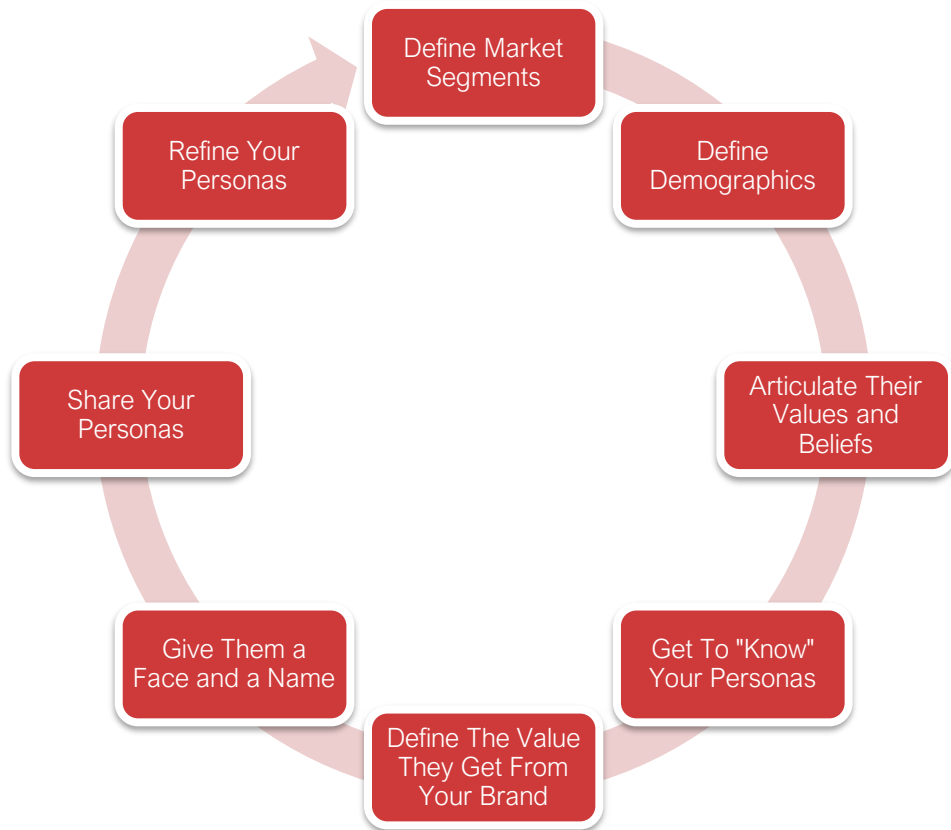 Define Market
Segments
Define
Demographics
Articulate Their
Values and
Beliefs
Get To "Know"
Your Personas
Define The Value
They Get From
Your Brand
Give Them a
Face and a Name
Share Your
Personas
Refine Your
Personas